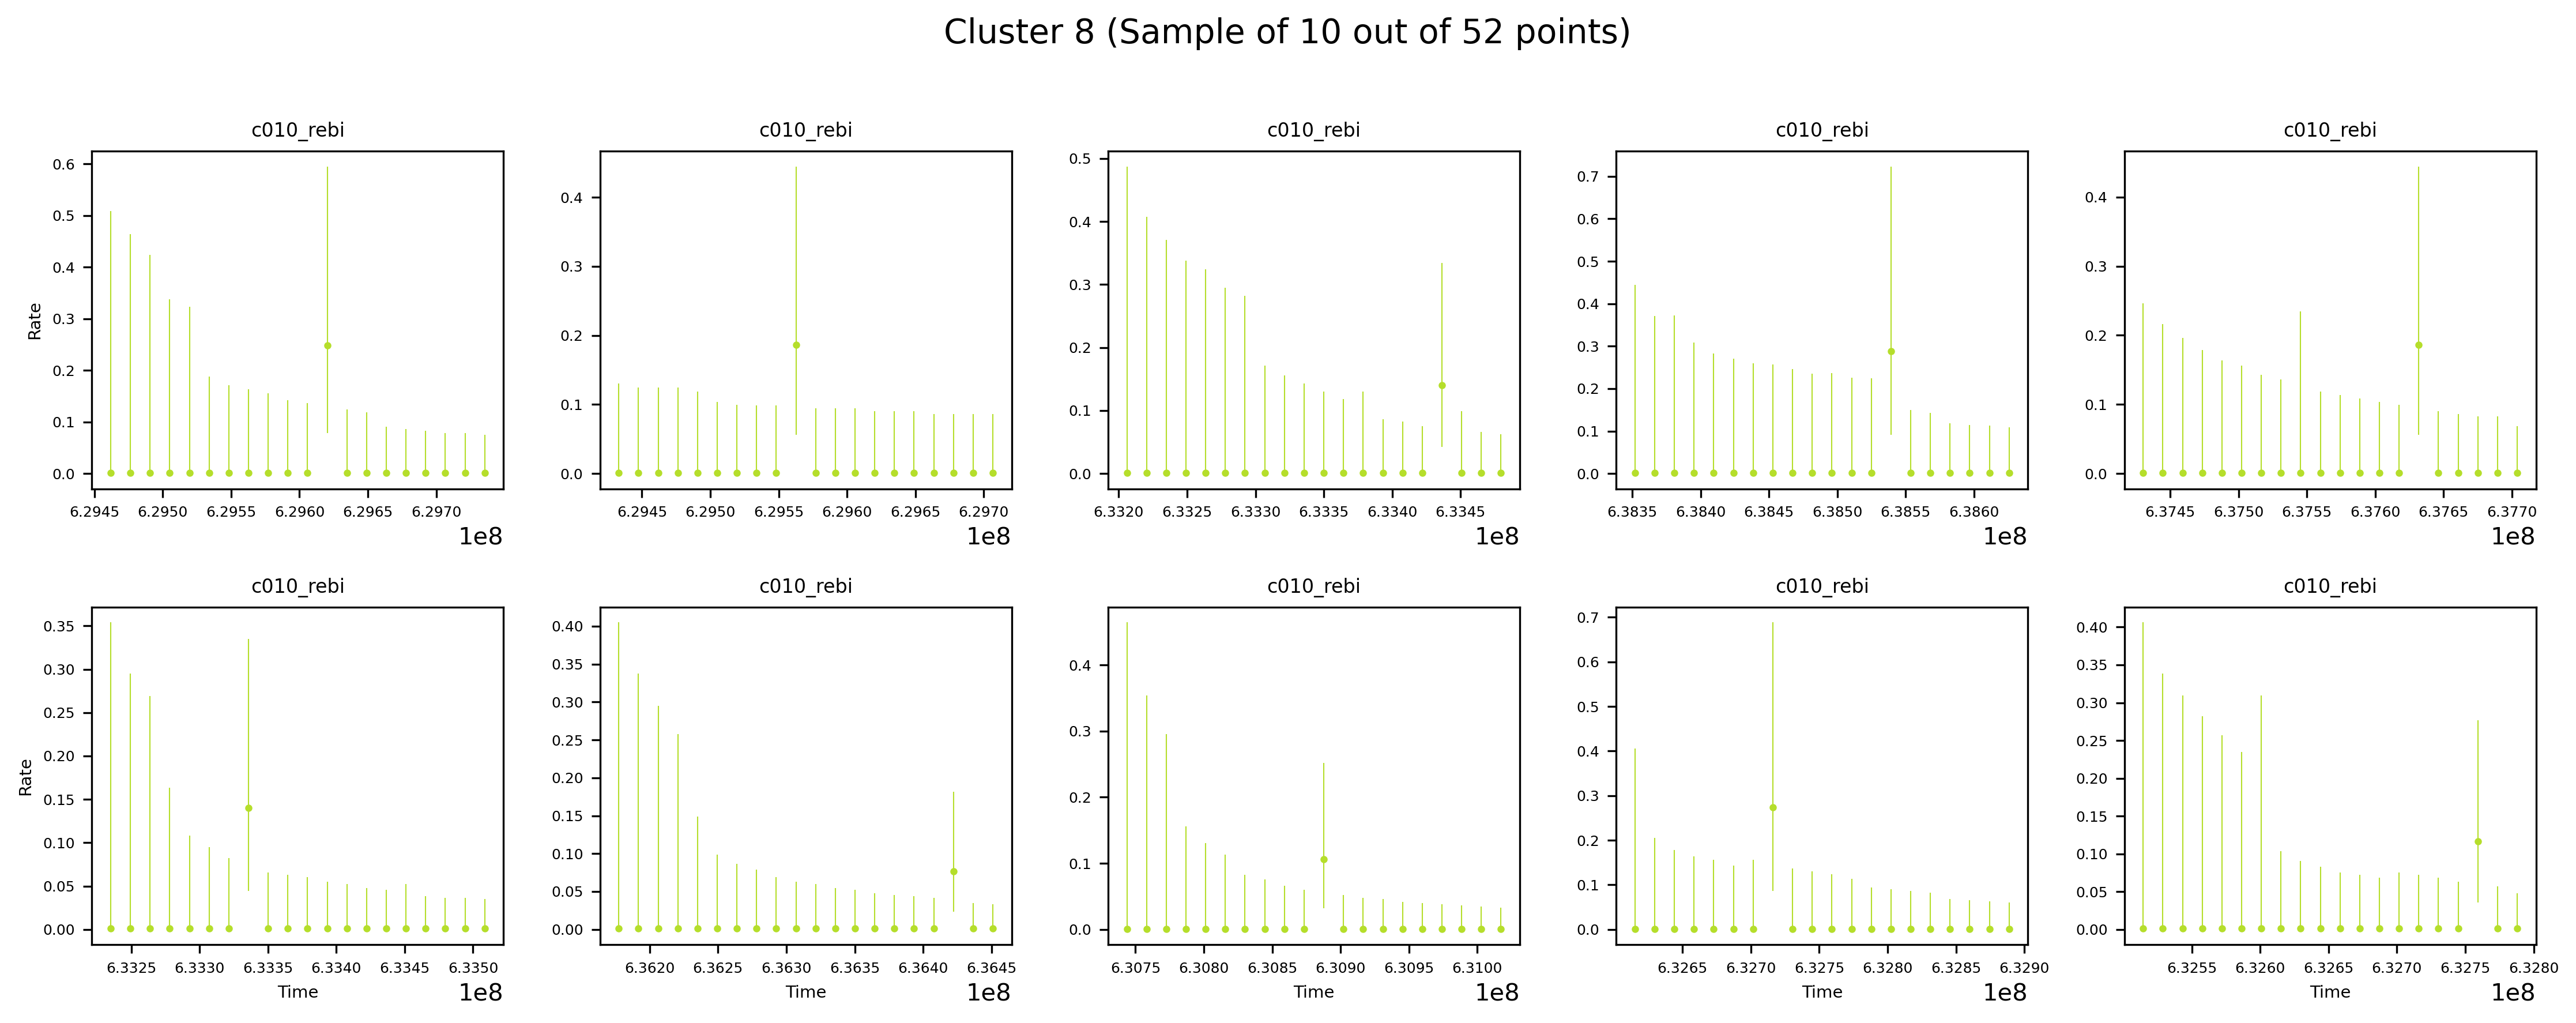 Cluster 8 (Sample of 10 out of 52 points)
c010_rebi c010_rebi c010_rebi c010_rebi c010_rebi
Rate
0.6
0.5
0.4
0.3
0.2
0.1
0.0
6.2945 6.2950 6.2955 6.2960 6.2965 6.2970
1e8
0.4
0.3
0.2
0.1
0.0
6.2945 6.2950 6.2955 6.2960 6.2965 6.2970
1e8
0.5
0.4
0.3
0.2
0.1
0.0
6.3320 6.3325 6.3330 6.3335 6.3340 6.3345
1e8
0.7
0.6
0.5
0.4
0.3
0.2
0.1
0.0
6.3835 6.3840 6.3845 6.3850 6.3855 6.3860
1e8
0.4
0.3
0.2
0.1
0.0
6.3745 6.3750 6.3755 6.3760 6.3765 6.3770
1e8
c010_rebi c010_rebi c010_rebi c010_rebi c010_rebi
Rate
0.35
0.30
0.25
0.20
0.15
0.10
0.05
0.00
6.3325 6.3330 6.3335 6.3340 6.3345 6.3350
Time 1e8
0.40
0.35
0.30
0.25
0.20
0.15
0.10
0.05
0.00
6.3620 6.3625 6.3630 6.3635 6.3640 6.3645
Time 1e8
0.4
0.3
0.2
0.1
0.0
6.3075 6.3080 6.3085 6.3090 6.3095 6.3100
Time 1e8
0.7
0.6
0.5
0.4
0.3
0.2
0.1
0.0
6.3265 6.3270 6.3275 6.3280 6.3285 6.3290
Time 1e8
0.40
0.35
0.30
0.25
0.20
0.15
0.10
0.05
0.00
6.3255 6.3260 6.3265 6.3270 6.3275 6.3280
Time 1e8